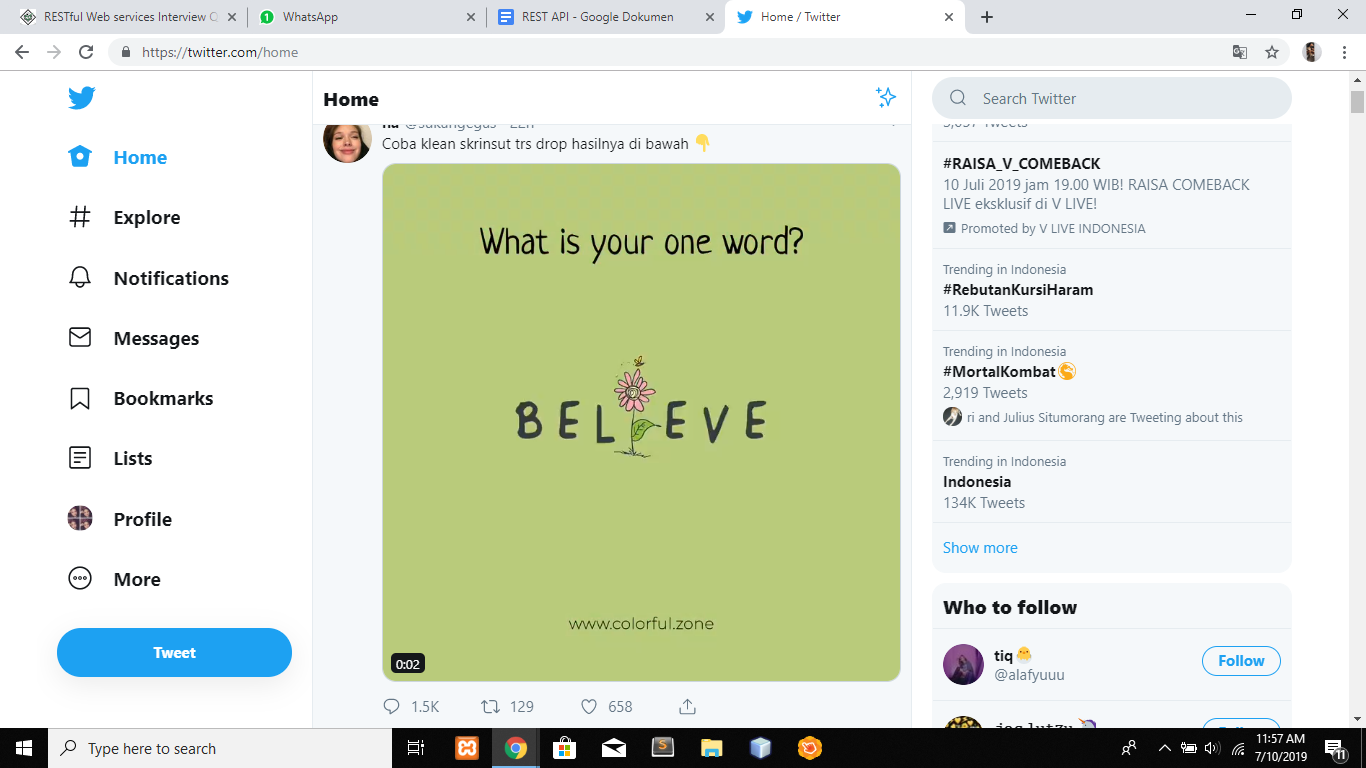 RESTful Web services Interview Q
WhatsApp
REST API - Google Dokumen
Home / Twitter
https://twitter.com/home
Home
Explore
Notifications
Messages
Bookmarks
Lists
Profile
More
Tweet
Home
Coba klean skrinsut trs drop hasilnya di bawah 👇
What is your one word?
BELIEVE
www.colorful.zone
0:02
1.5K 129 658
Search Twitter
#RAISA_V_COMEBACK
10 Juli 2019 jam 19.00 WIB! RAISA COMEBACK
LIVE eksklusif di V LIVE!
Promoted by V LIVE INDONESIA
Trending in Indonesia
#RebutanKursiHaram
11.9K Tweets
Trending in Indonesia
#MortalKombat
2,919 Tweets
ri and Julius Situmorang are Tweeting about this
Trending in Indonesia
Indonesia
134K Tweets
Show more
Who to follow
tiq🐣
@alafyuuu
Follow
Type here to search
11:57 AM
7/10/2019
11